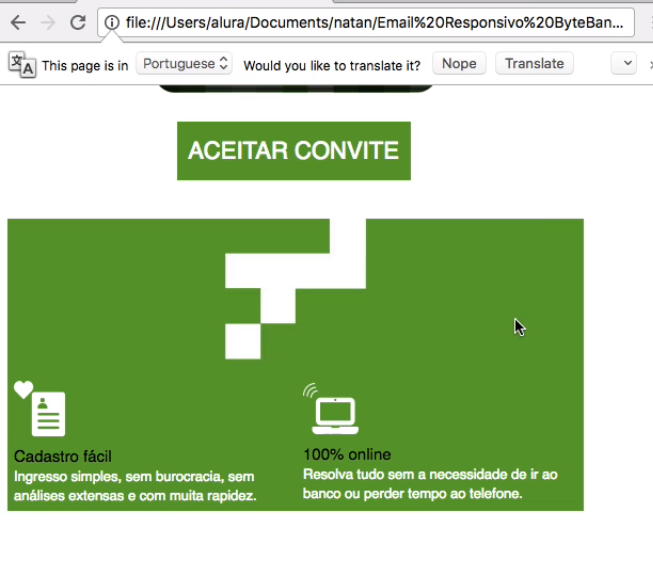 file:///Users/alura/Documents/natan/Email%20Responsivo%20ByteBan...
This page is in Portuguese Would you like to translate it? Nope Translate
ACEITAR CONVITE
Cadastro fácil
Ingresso simples, sem burocracia, sem
análises extensas e com muita rapidez.
100% online
Resolva tudo sem a necessidade de ir ao
banco ou perder tempo ao telefone.